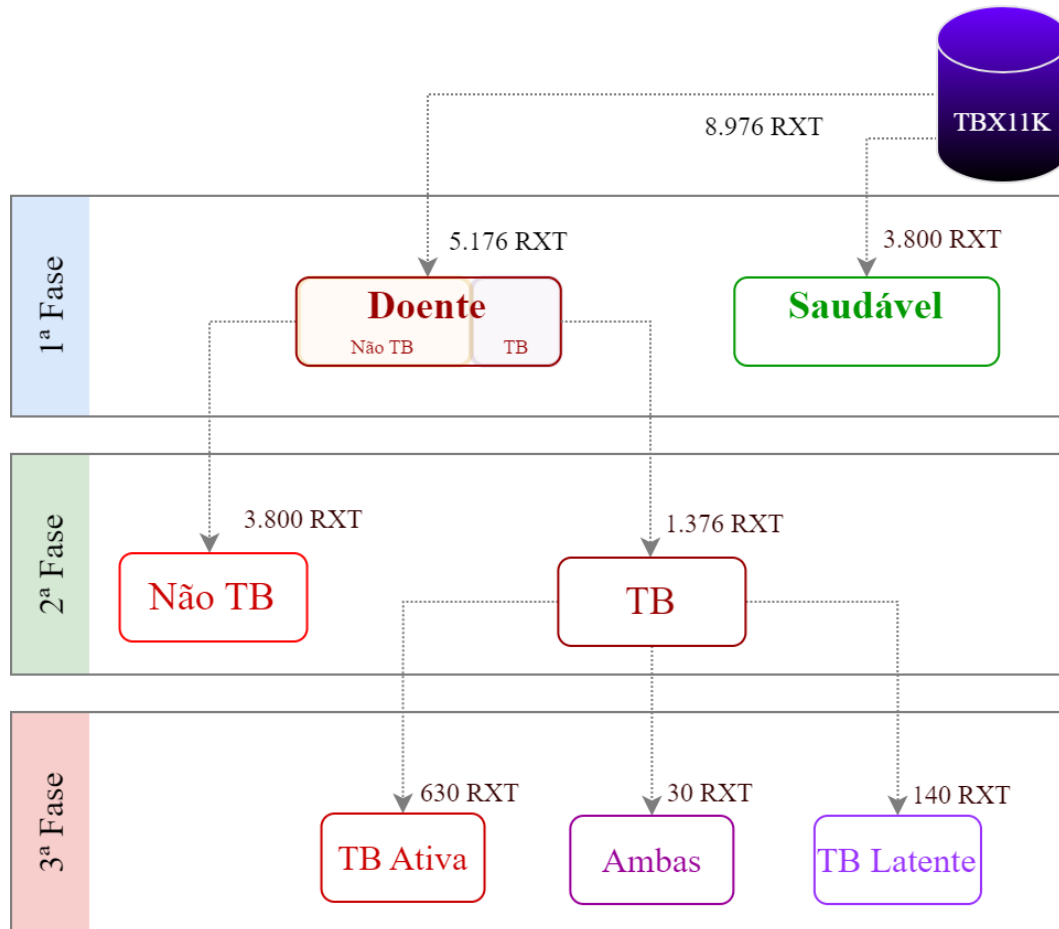 TBX11K
8.976 RXT
1ª Fase
5.176 RXT
3.800 RXT
Doente
Não TB
TB
Saudável
2ª Fase
3.800 RXT
1.376 RXT
Não TB
TB
3ª Fase
630 RXT
30 RXT
140 RXT
TB Ativa
Ambas
TB Latente